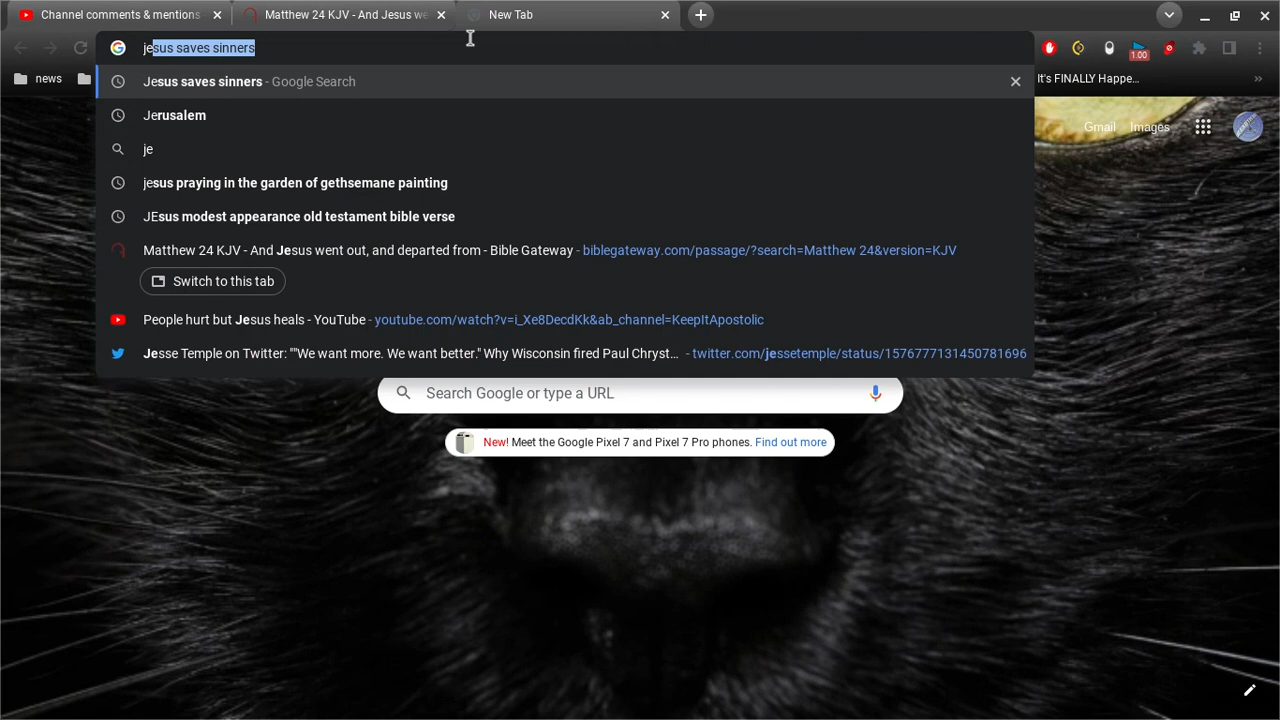 Channel comments & mentions
Matthew 24 KJV - And Jesus we
New Tab
jesus saves sinners
news
It's FINALLY Happe...
Jesus saves sinners - Google Search
Jerusalem
je
jesus praying in the garden of gethsemane painting
JEsus modest appearance old testament bible verse
Matthew 24 KJV - And Jesus went out, and departed from - Bible Gateway - biblegateway.com/passage/?search=Matthew 24&version=KJV
Switch to this tab
People hurt but Jesus heals - YouTube - youtube.com/watch?v=i_Xe8DecdKk&ab_channel=KeepItApostolic
Jesse Temple on Twitter: ""We want more. We want better." Why Wisconsin fired Paul Chryst... - twitter.com/jessetemple/status/1576777131450781696
1.00
Gmail Images
Search Google or type a URL
New! Meet the Google Pixel 7 and Pixel 7 Pro phones. Find out more